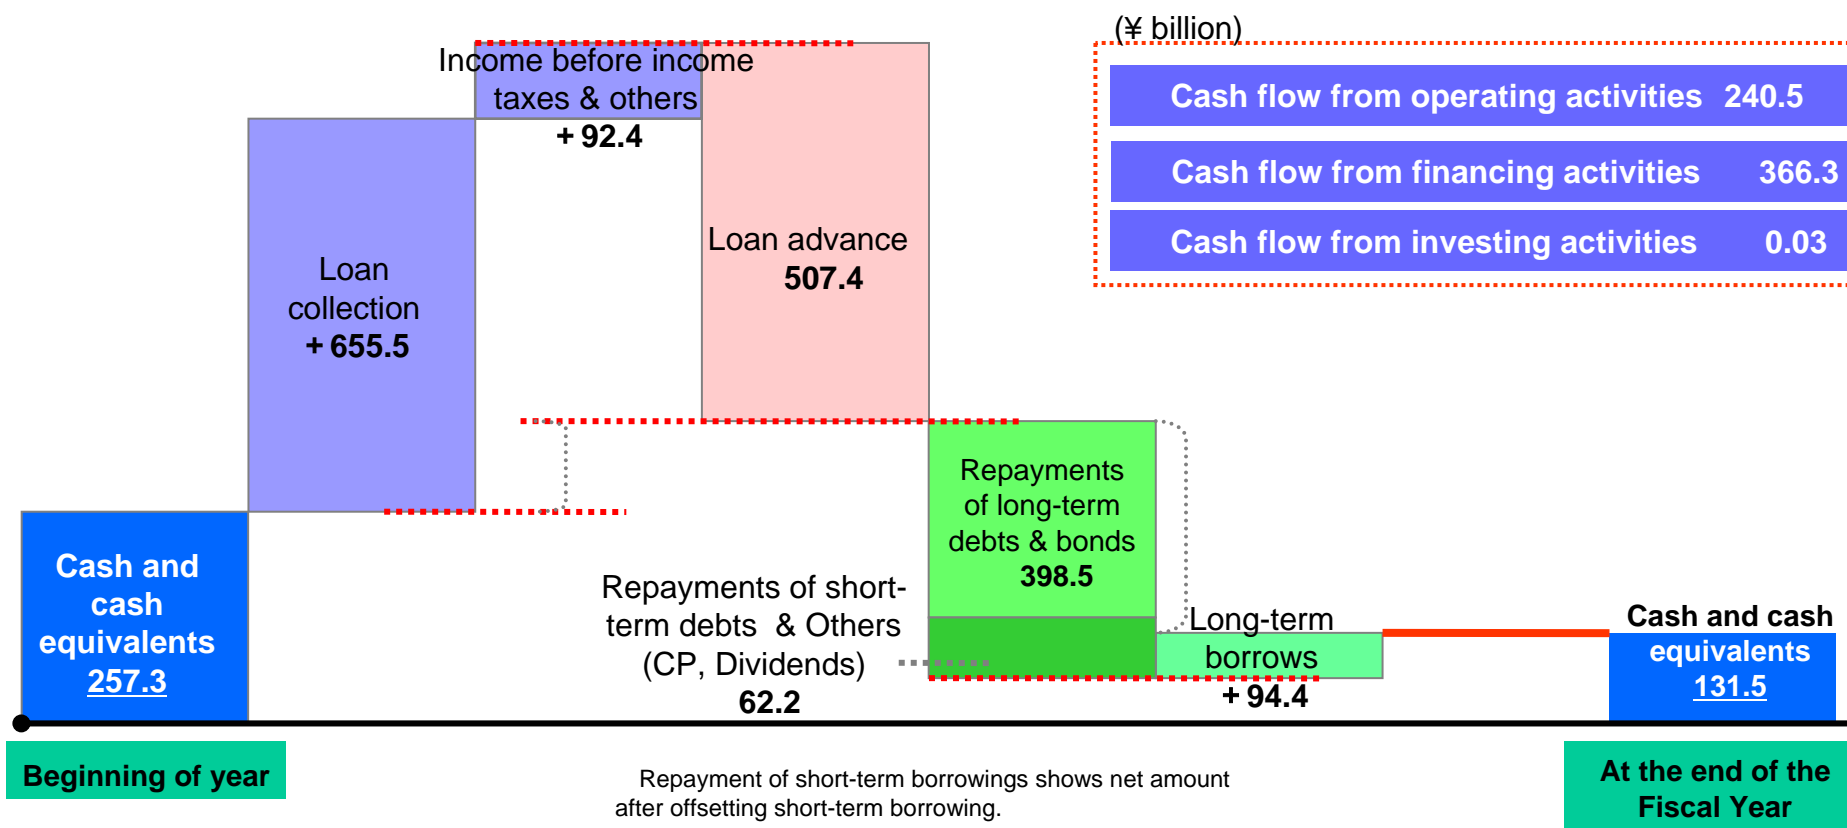 (¥ billion)
Cash flow from operating activities 240.5
Cash flow from financing activities 366.3
Cash flow from investing activities 0.03
Income before income
taxes & others
+ 92.4
Loan
collection
+ 655.5
Loan advance
507.4
Repayments
of long-term
debts & bonds
398.5
Cash and
cash
equivalents
257.3
Repayments of short-
term debts & Others
(CP, Dividends)
62.2
Long-term
borrows
+ 94.4
Cash and cash
equivalents
131.5
Beginning of year
Repayment of short-term borrowings shows net amount
after offsetting short-term borrowing.
At the end of the
Fiscal Year